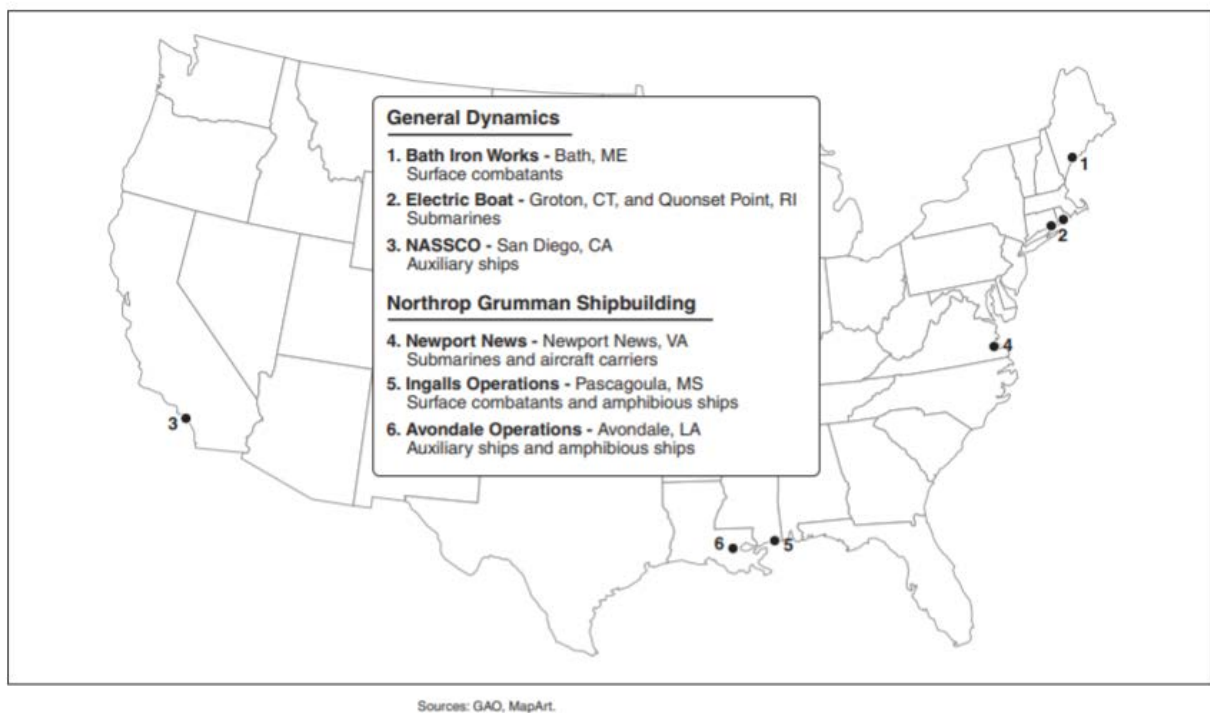 General Dynamics
1. Bath Iron Works - Bath, ME
Surface combatants
2. Electric Boat - Groton, CT, and Quonset Point, RI
Submarines
3. NASSCO - San Diego, CA
Auxiliary ships
Northrop Grumman Shipbuilding
4. Newport News - Newport News, VA
Submarines and aircraft carriers
5. Ingalls Operations - Pascagoula, MS
Surface combatants and amphibious ships
6. Avondale Operations - Avondale, LA
Auxiliary ships and amphibious ships
1
2
4
3
6
5
Sources: GAO, MapArt.